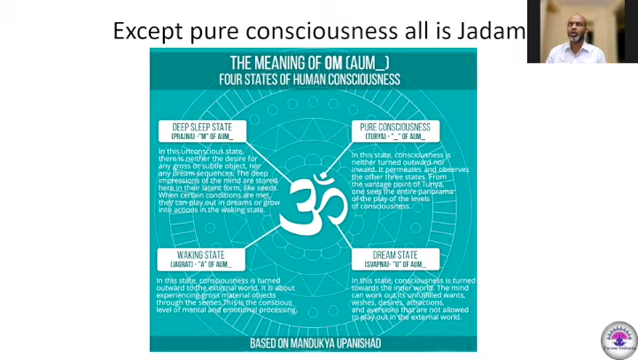 Except pure consciousness all is Jadam
THE MEANING OF OM (AUM_)
FOUR STATES OF HUMAN CONSCIOUSNESS
DEEP SLEEP STATE
(PRAJNA) - "M" OF AUM_
In this unconscious state,
there is neither the desire for
any gross or subtle object, nor
any dream sequences. The deep
impressions of the mind are stored
here in their latent form, like seeds.
When certain conditions are met,
they can play out in dreams or grow
into actions in the waking state.
PURE CONSCIOUSNESS
(TURYA) - "_" OF AUM_
In this state, consciousness is
neither turned outward nor
inward. It permeates and observes
the other three states. From
the vantage point of Turiya,
one sees the entire panorama
of the play of the levels
of consciousness.
WAKING STATE
(JAGRAT) - "A" OF AUM_
In this state, consciousness is turned
outward to the external world. It is about
experiencing gross material objects
through the senses. This is the conscious
level of mental and emotional processing.
DREAM STATE
(SVAPNA) - "U" OF AUM_
In this state, consciousness is turned
towards the inner world. The mind
can work out its unfulfilled wants,
wishes, desires, attractions,
and aversions that are not allowed
to play out in the external world.
BASED ON MANDUKYA UPANISHAD